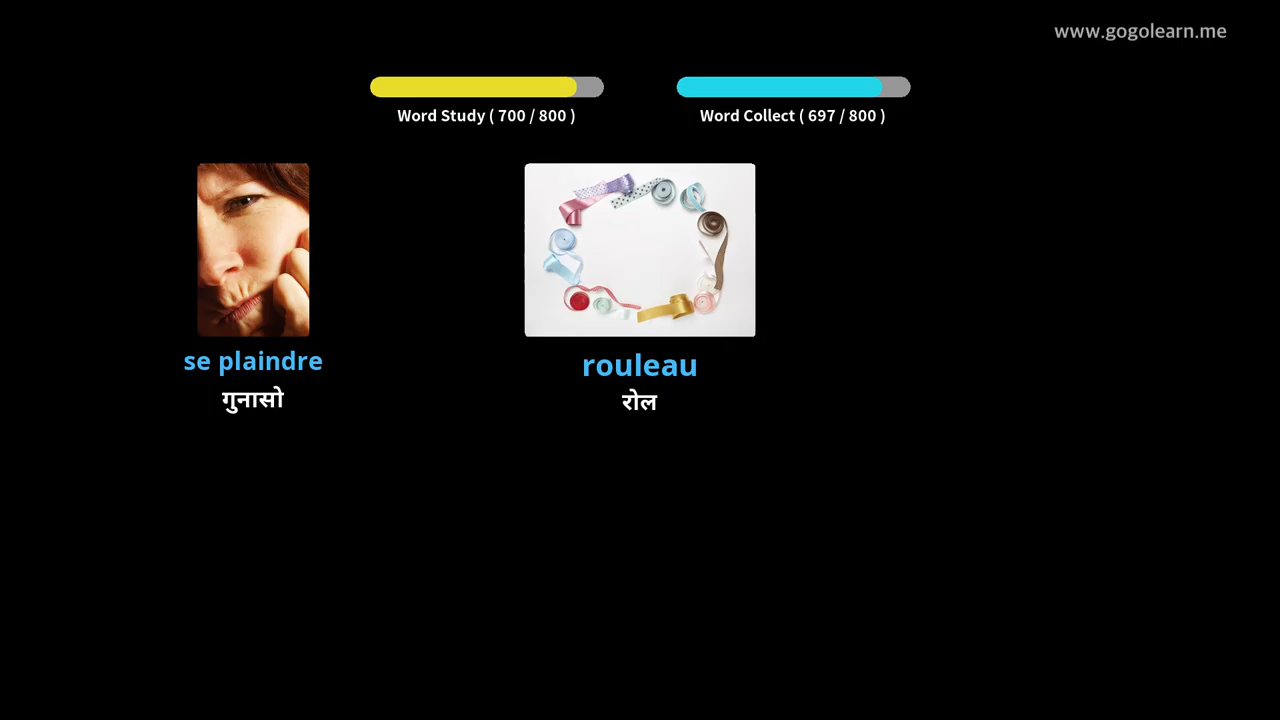 www.gogolearn.me
Word Study ( 700 / 800 )
Word Collect ( 697 / 800 )
se plaindre
गुनासो
rouleau
रोल